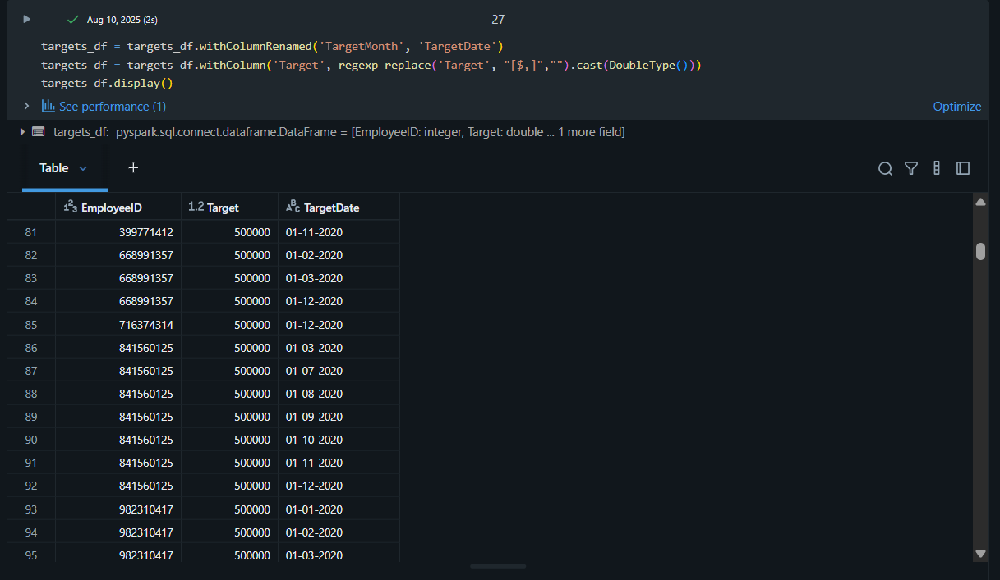 Aug 10, 2025 (2s)
27
targets_df = targets_df.withColumnRenamed('TargetMonth', 'TargetDate')
targets_df = targets_df.withColumn('Target', regexp_replace('Target', "[$,]","").cast(DoubleType()))
targets_df.display()
See performance (1)
Optimize
targets_df: pyspark.sql.connect.dataframe.DataFrame = [EmployeeID: integer, Target: double ... 1 more field]
Table +
1 2 3 EmployeeID 1.2 Target A B C TargetDate
81 399771412 500000 01-11-2020
82 668991357 500000 01-02-2020
83 668991357 500000 01-03-2020
84 668991357 500000 01-12-2020
85 716374314 500000 01-12-2020
86 841560125 500000 01-03-2020
87 841560125 500000 01-07-2020
88 841560125 500000 01-08-2020
89 841560125 500000 01-09-2020
90 841560125 500000 01-10-2020
91 841560125 500000 01-11-2020
92 841560125 500000 01-12-2020
93 982310417 500000 01-01-2020
94 982310417 500000 01-02-2020
95 982310417 500000 01-03-2020